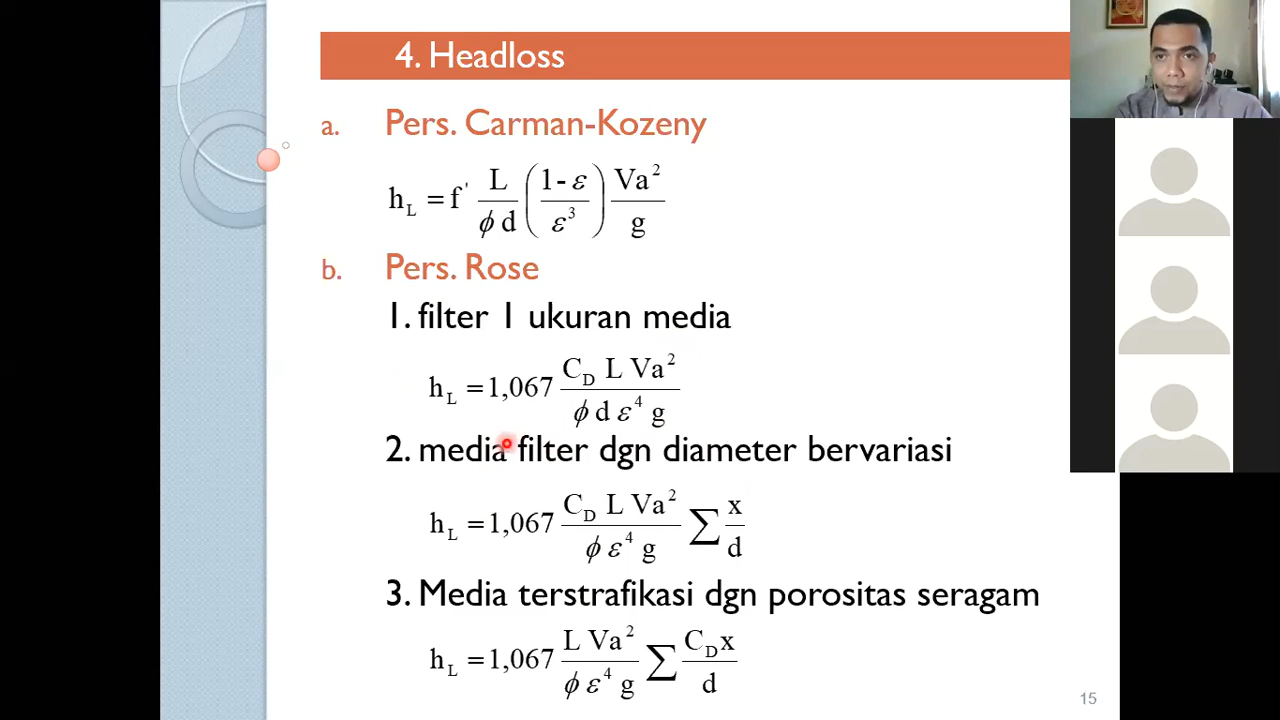 4. Headloss
a. Pers. Carman-Kozeny
h_L = f' L/(ϕ d) ((1 - ε)/ε³) Va²/g
b. Pers. Rose
1. filter 1 ukuran media
h_L = 1,067 (C_D L Va²)/(ϕ d ε⁴ g)
2. media filter dgn diameter bervariasi
h_L = 1,067 (C_D L Va²)/(ϕ ε⁴ g) ∑ x/d
3. Media terstrafikasi dgn porositas seragam
h_L = 1,067 (L Va²)/(ϕ ε⁴ g) ∑ (C_D x)/d
15